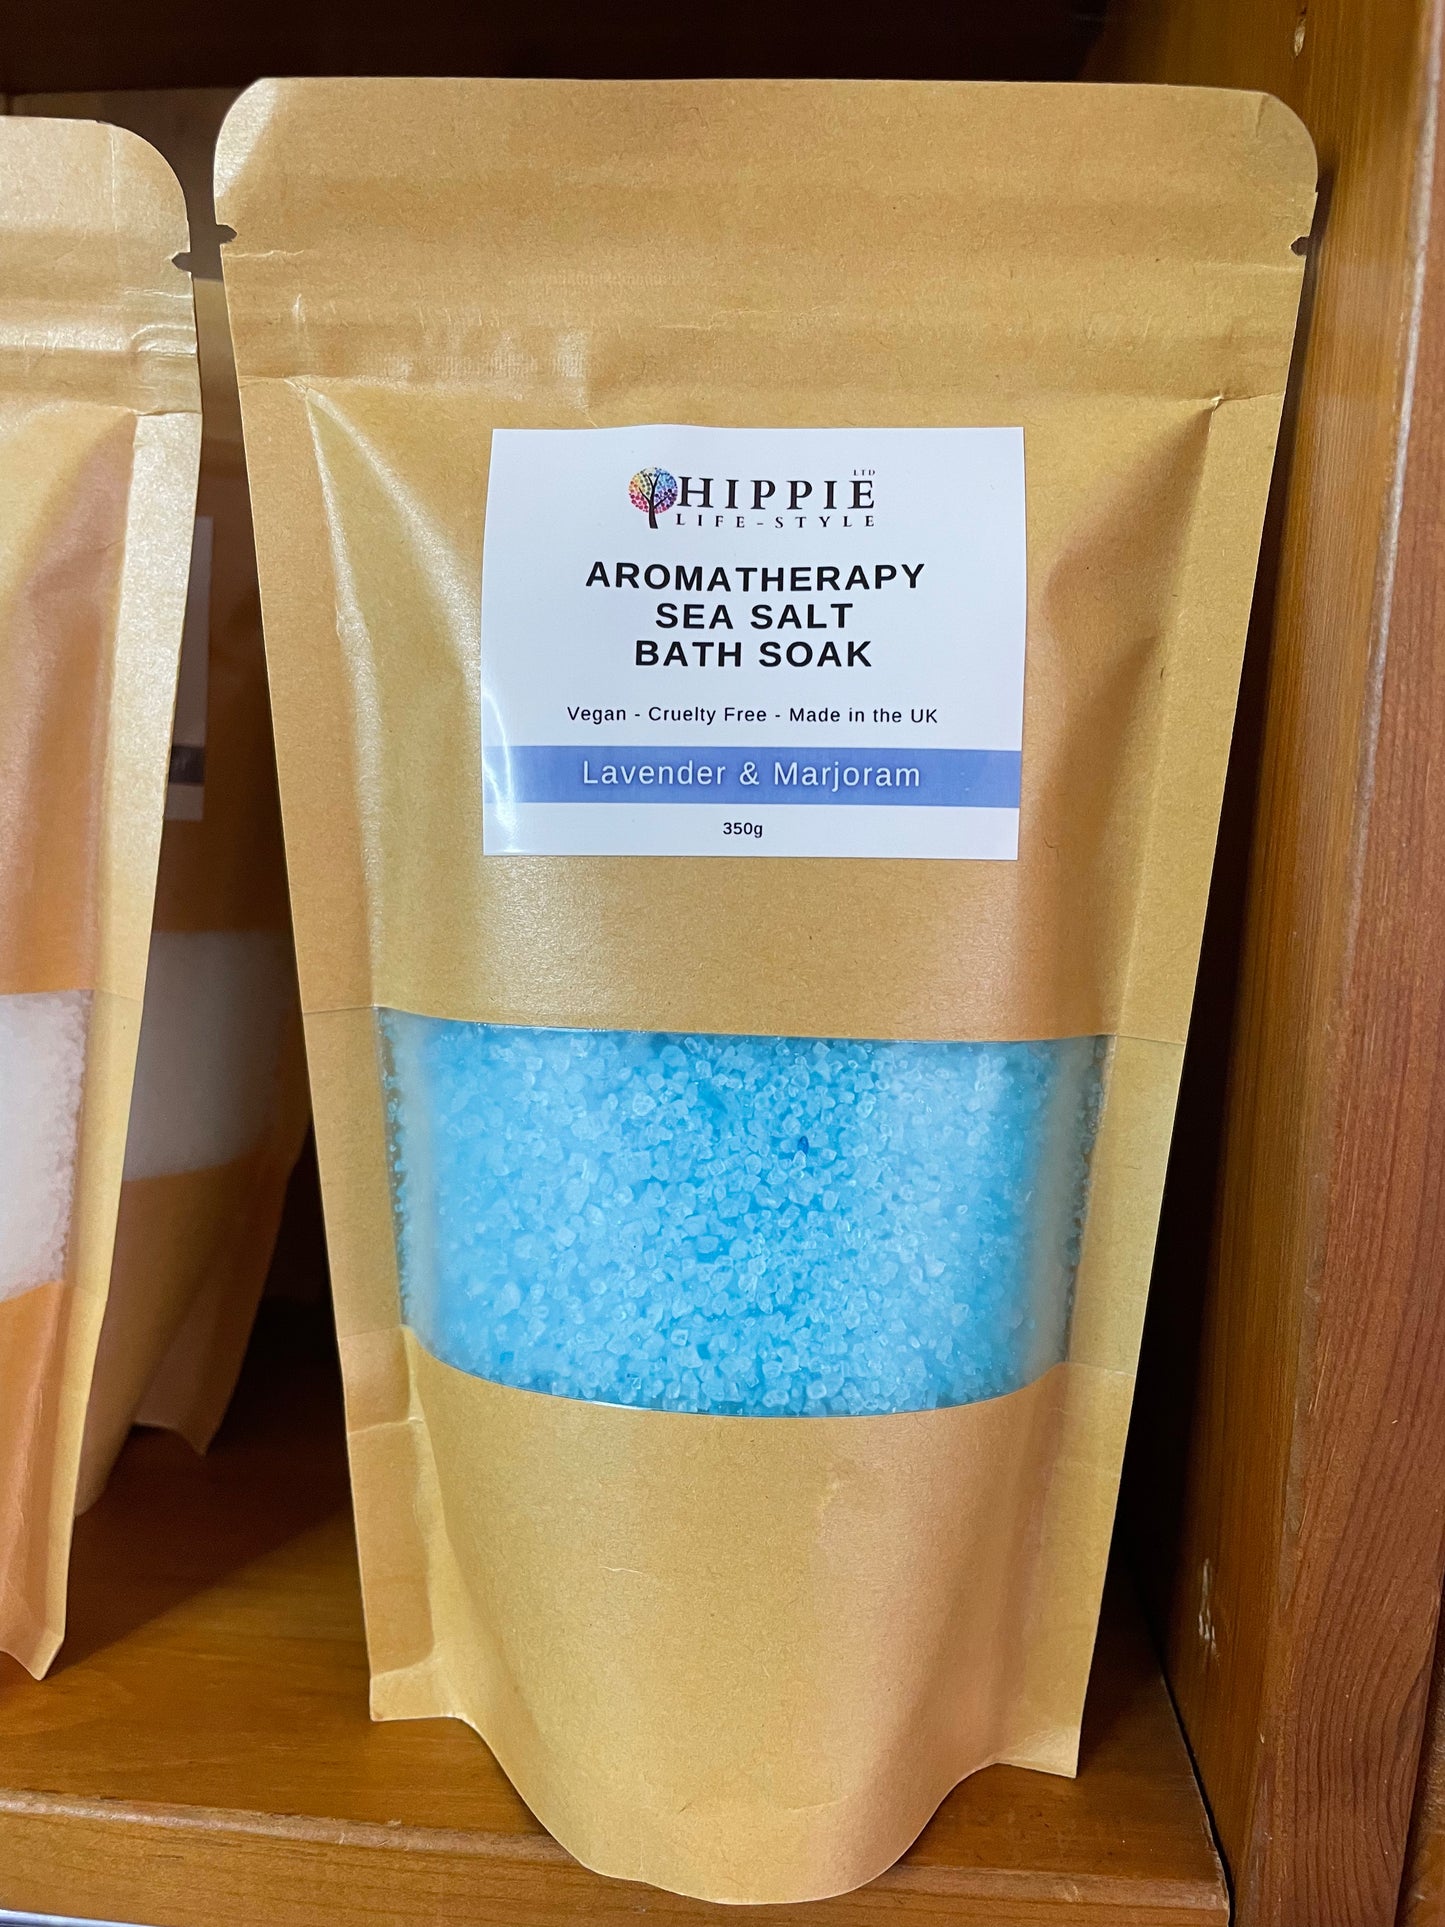 LTD
HIPPIE
LIFE-STYLE
AROMATHERAPY
SEA SALT
BATH SOAK
Vegan - Cruelty Free - Made in the UK
Lavender & Marjoram
350g